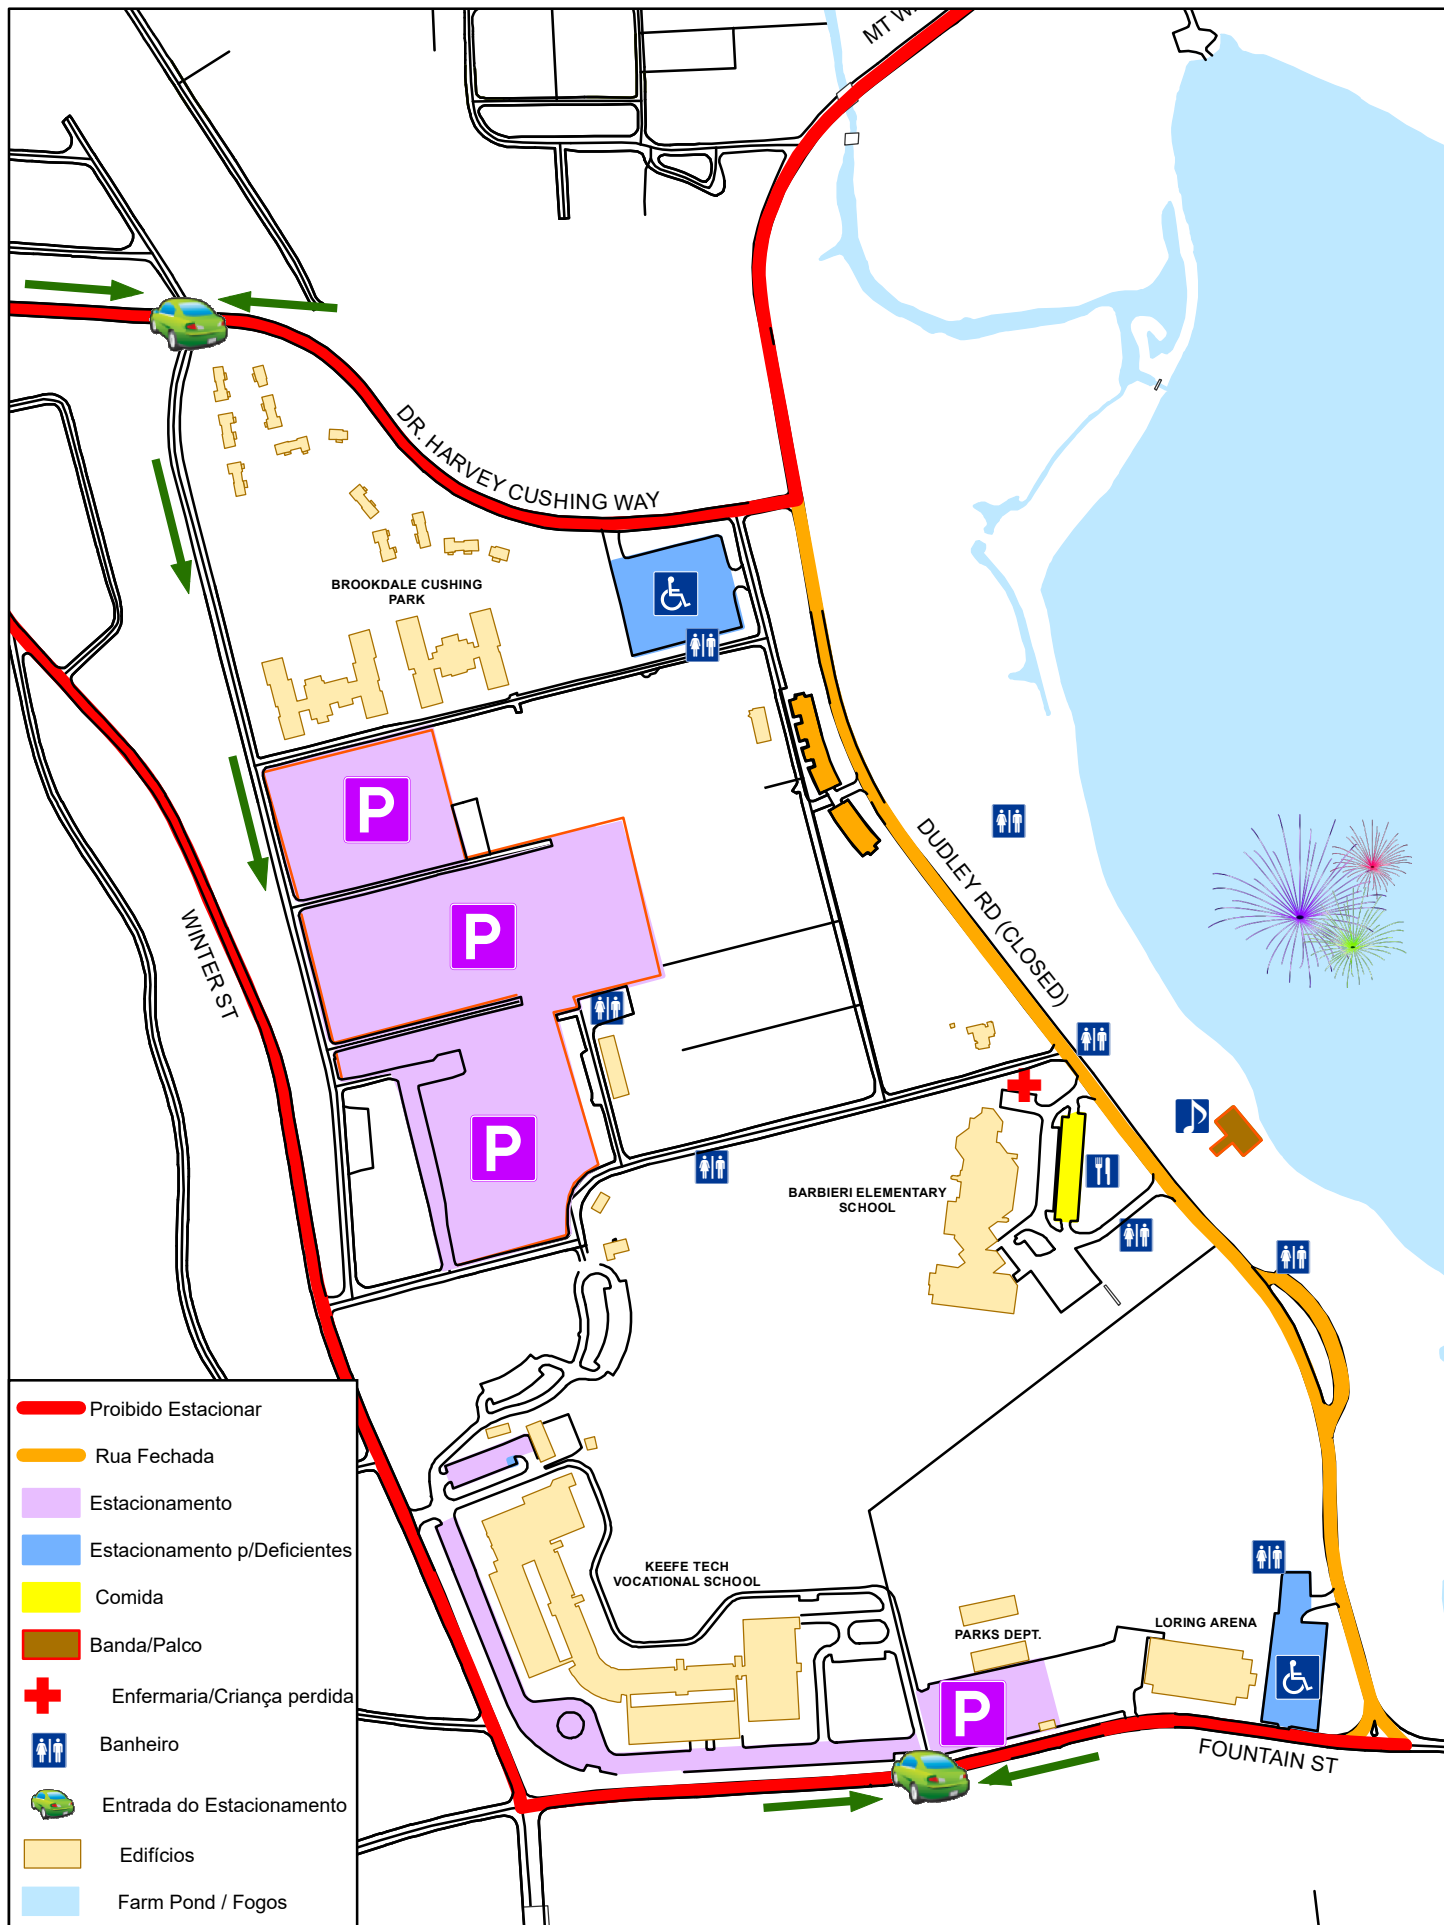 MT W
DR. HARVEY CUSHING WAY
BROOKDALE CUSHING
PARK
P
P
DUDLEY RD (CLOSED)
WINTER ST
P
BARBIERI ELEMENTARY
SCHOOL
KEEFE TECH
VOCATIONAL SCHOOL
PARKS DEPT.
LORING ARENA
P
FOUNTAIN ST
Proibido Estacionar
Rua Fechada
Estacionamento
Estacionamento p/Deficientes
Comida
Banda/Palco
Enfermaria/Criança perdida
Banheiro
Entrada do Estacionamento
Edifícios
Farm Pond / Fogos